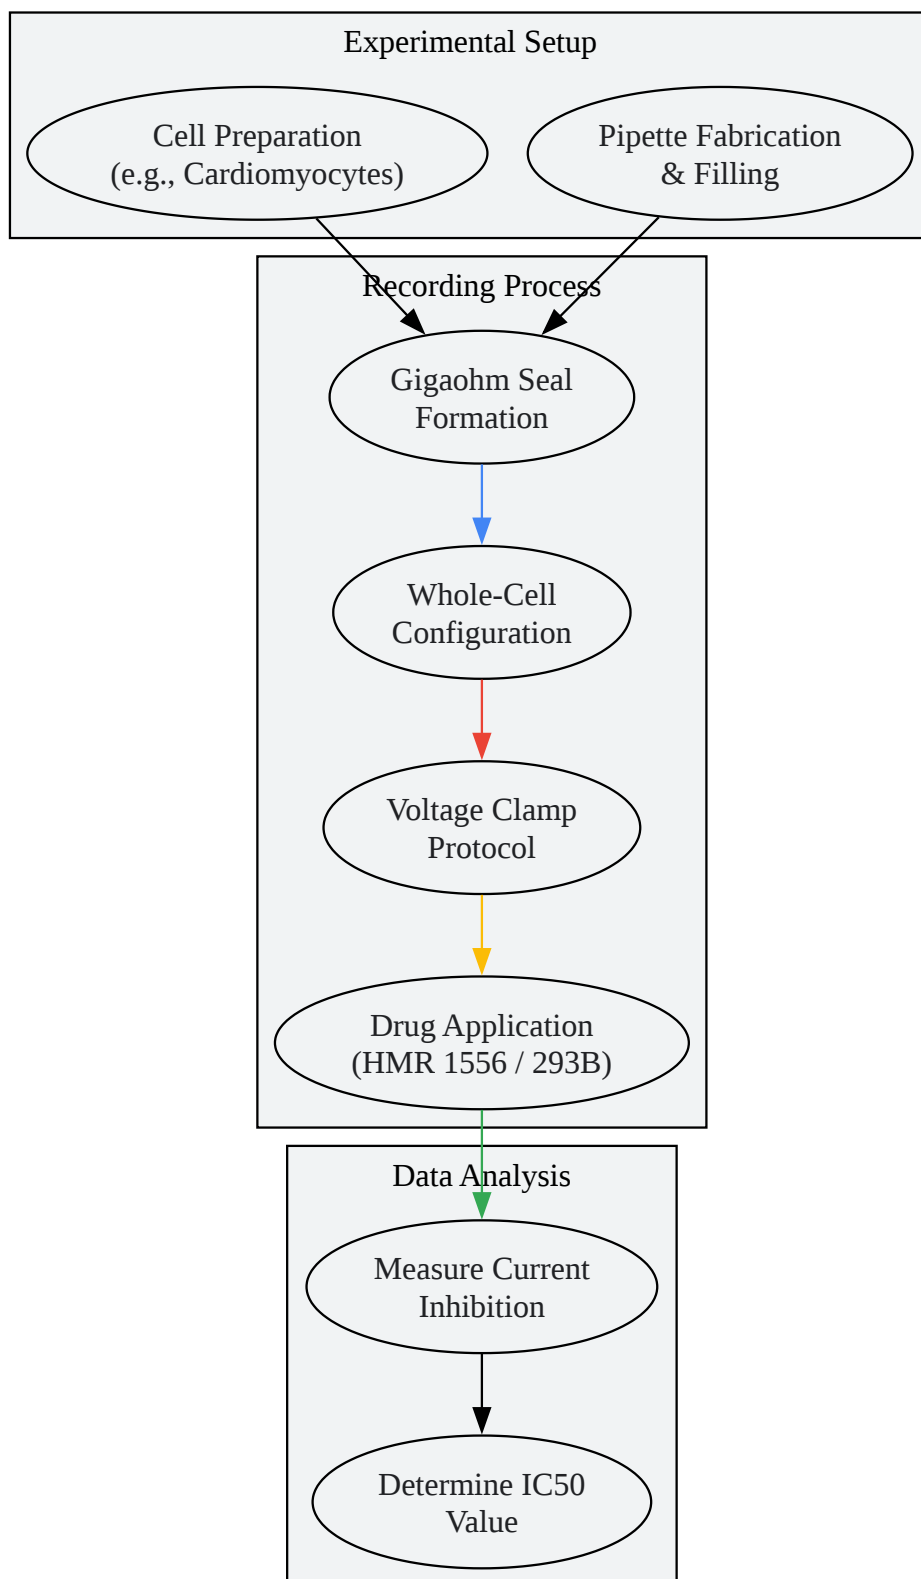 Experimental Setup
Cell Preparation
(e.g., Cardiomyocytes)
Pipette Fabrication
& Filling
Recording Process
Gigaohm Seal
Formation
Whole-Cell
Configuration
Voltage Clamp
Protocol
Drug Application
(HMR 1556 / 293B)
Data Analysis
Measure Current
Inhibition
Determine IC50
Value